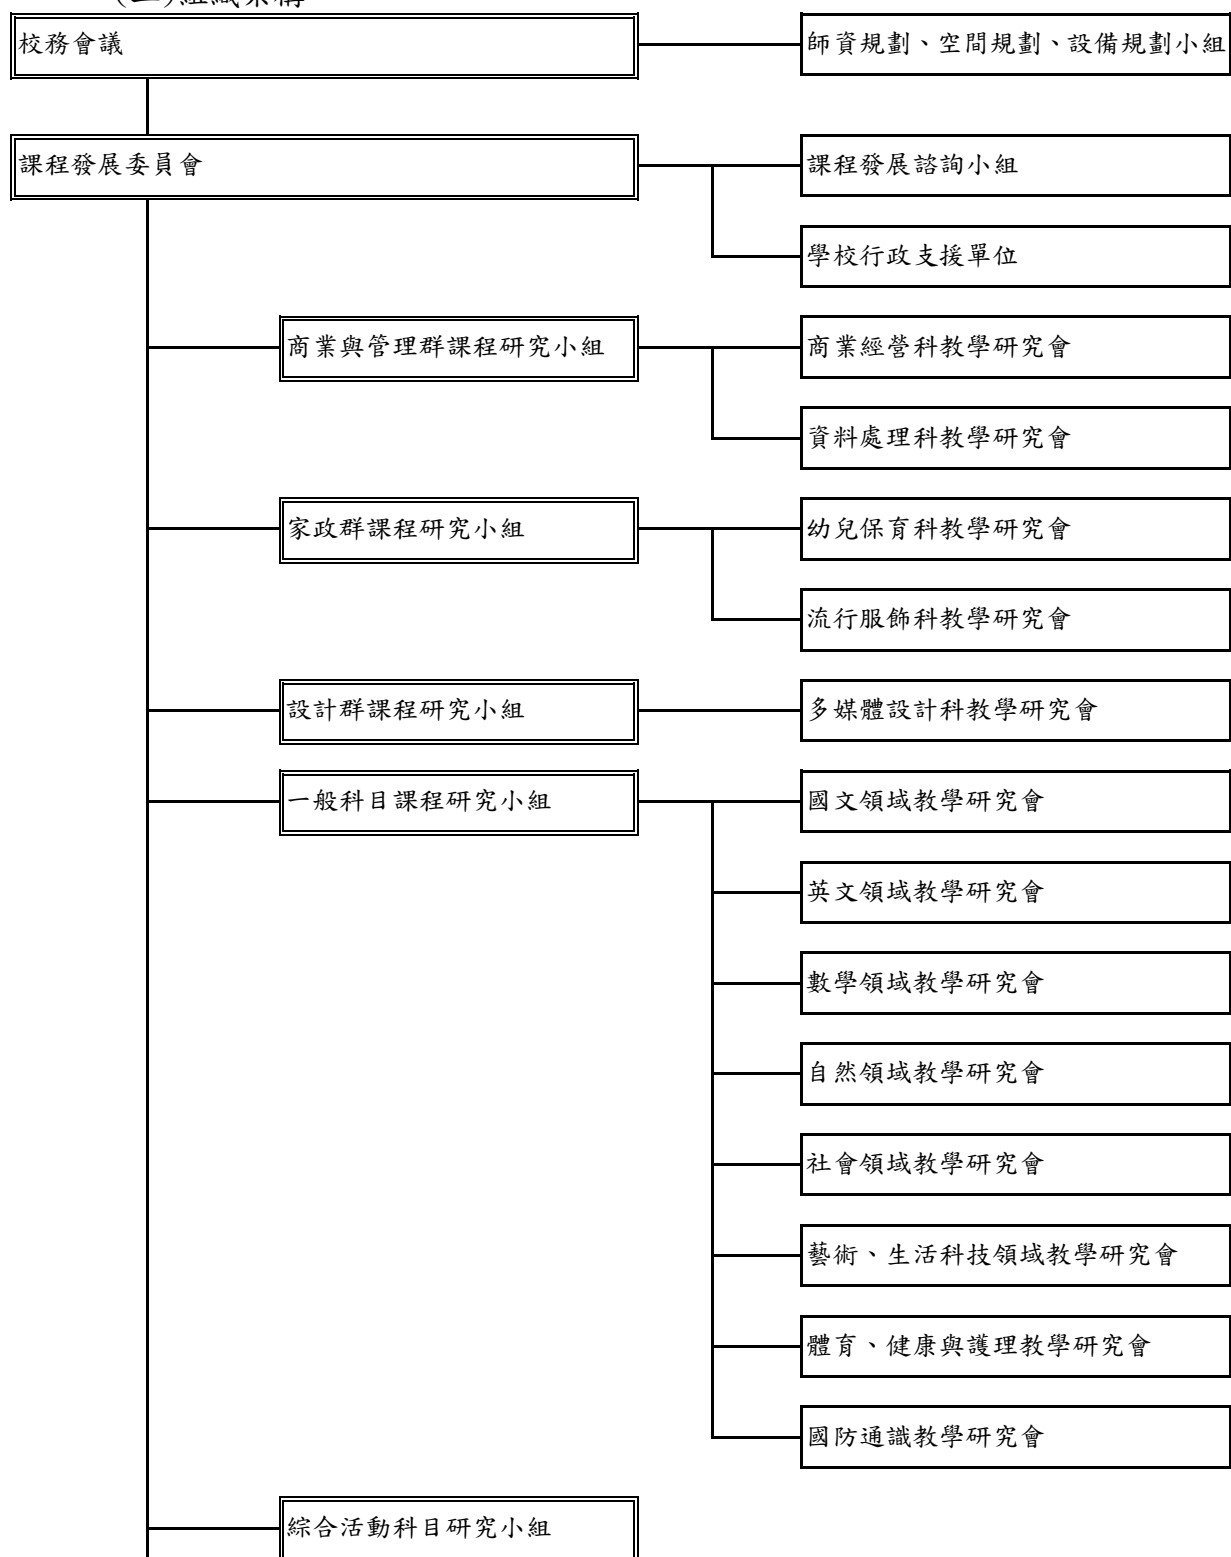 組織架構
校務會議
師資規劃、空間規劃、設備規劃小組
課程發展委員會
課程發展諮詢小組
學校行政支援單位
商業與管理群課程研究小組
商業經營科教學研究會
資料處理科教學研究會
家政群課程研究小組
幼兒保育科教學研究會
流行服飾科教學研究會
設計群課程研究小組
多媒體設計科教學研究會
一般科目課程研究小組
國文領域教學研究會
英文領域教學研究會
數學領域教學研究會
自然領域教學研究會
社會領域教學研究會
藝術、生活科技領域教學研究會
體育、健康與護理教學研究會
國防通識教學研究會
綜合活動科目研究小組